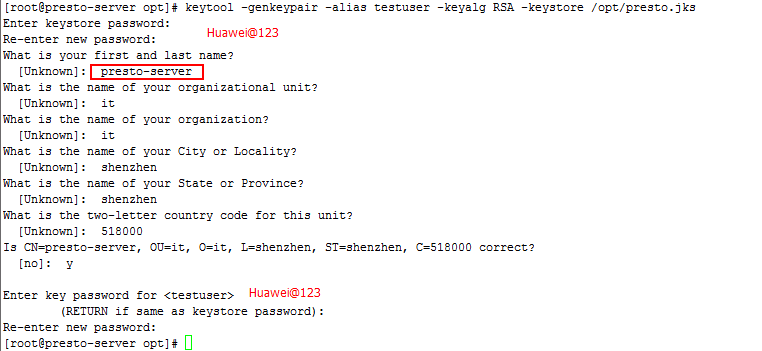 [root@presto-server opt]# keytool -genkeypair -alias testuser -keyalg RSA -keystore /opt/presto.jks
Enter keystore password:
Re-enter new password: Huawei@123
What is your first and last name?
[Unknown]: presto-server
What is the name of your organizational unit?
[Unknown]: it
What is the name of your organization?
[Unknown]: it
What is the name of your City or Locality?
[Unknown]: shenzhen
What is the name of your State or Province?
[Unknown]: shenzhen
What is the two-letter country code for this unit?
[Unknown]: 518000
Is CN=presto-server, OU=it, O=it, L=shenzhen, ST=shenzhen, C=518000 correct?
[no]: y
Enter key password for <testuser> Huawei@123
(RETURN if same as keystore password):
Re-enter new password:
[root@presto-server opt]#